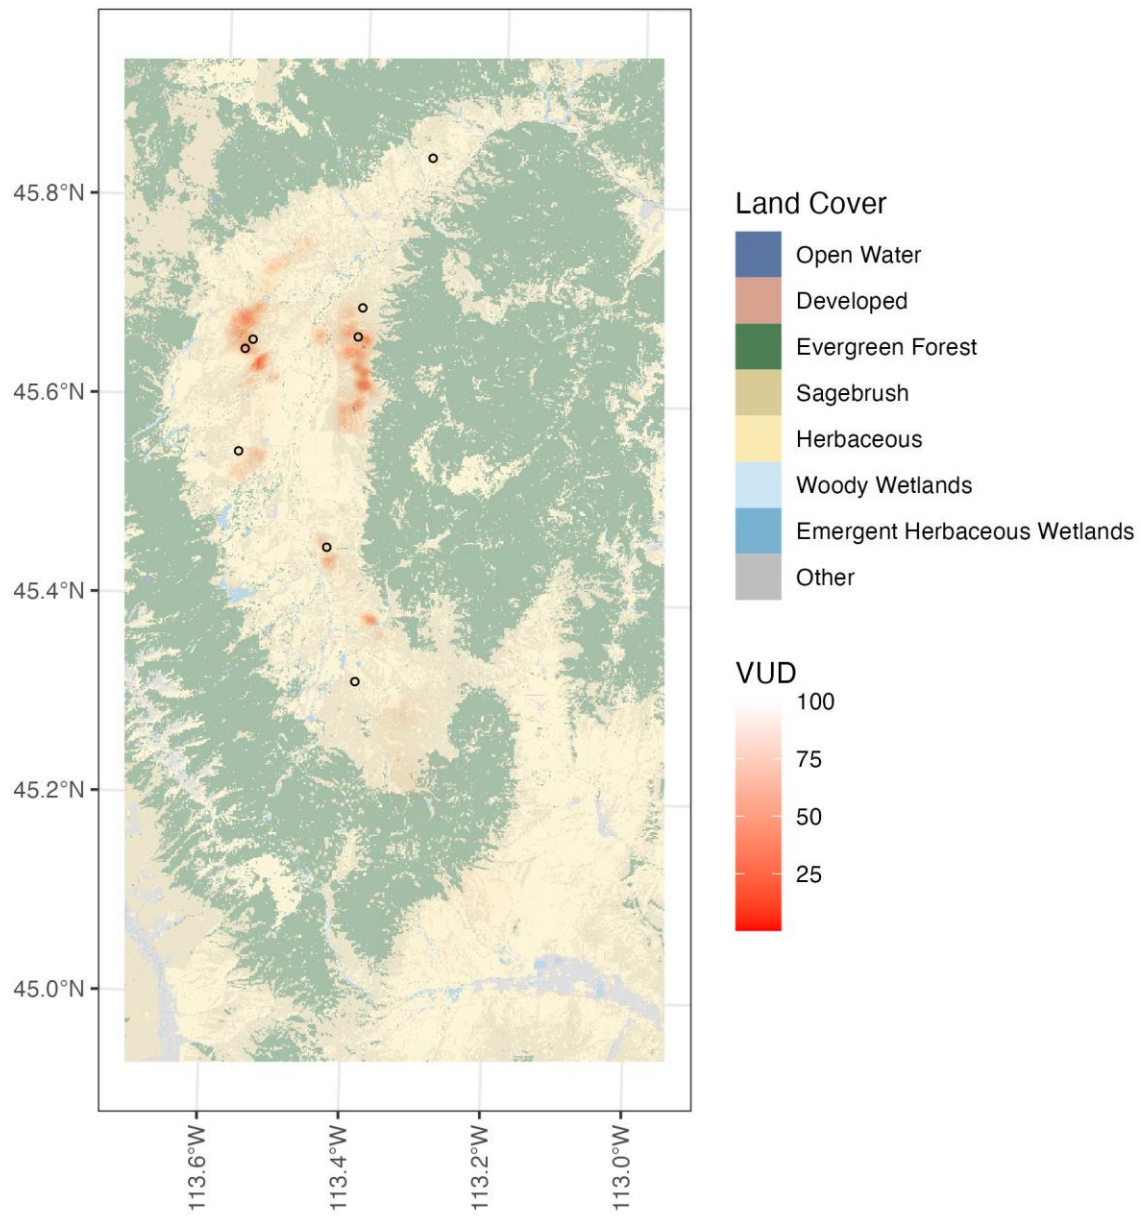 45.8°N
45.6°N
45.4°N
45.2°N
45.0°N
113.6°W
113.4°W
113.2°W
113.0°W
Land Cover
Open Water
Developed
Evergreen Forest
Sagebrush
Herbaceous
Woody Wetlands
Emergent Herbaceous Wetlands
Other
VUD
100
75
50
25